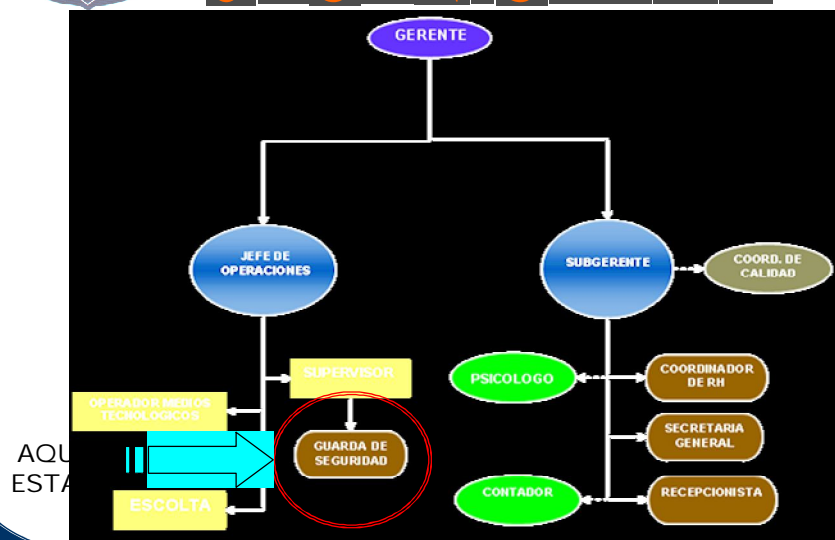 GERENTE
JEFE DE
OPERACIONES
SUBGERENTE
COORD. DE
CALIDAD
SUPERVISOR
OPERADOR MEDIOS
TECNOLOGICOS
GUARDA DE
SEGURIDAD
ESCOLTA
PSICOLOGO
COORDINADOR
DE RH
SECRETARIA
GENERAL
CONTADOR
RECEPCIONISTA
AQU
ESTA